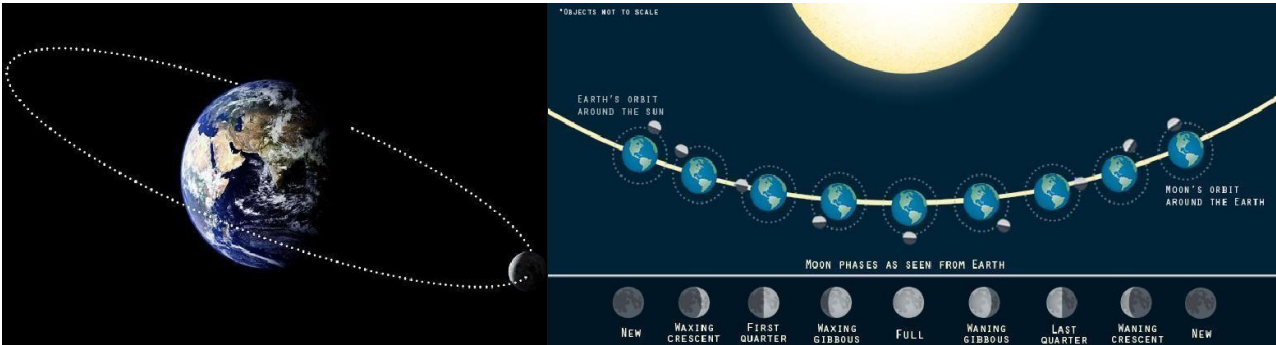 *Objects not to scale
Earth's orbit
around the sun
Moon's orbit
around the Earth
Moon phases as seen from Earth
New
Waxing
crescent
First
quarter
Waxing
gibbous
Full
Waning
gibbous
Last
quarter
Waning
crescent
New